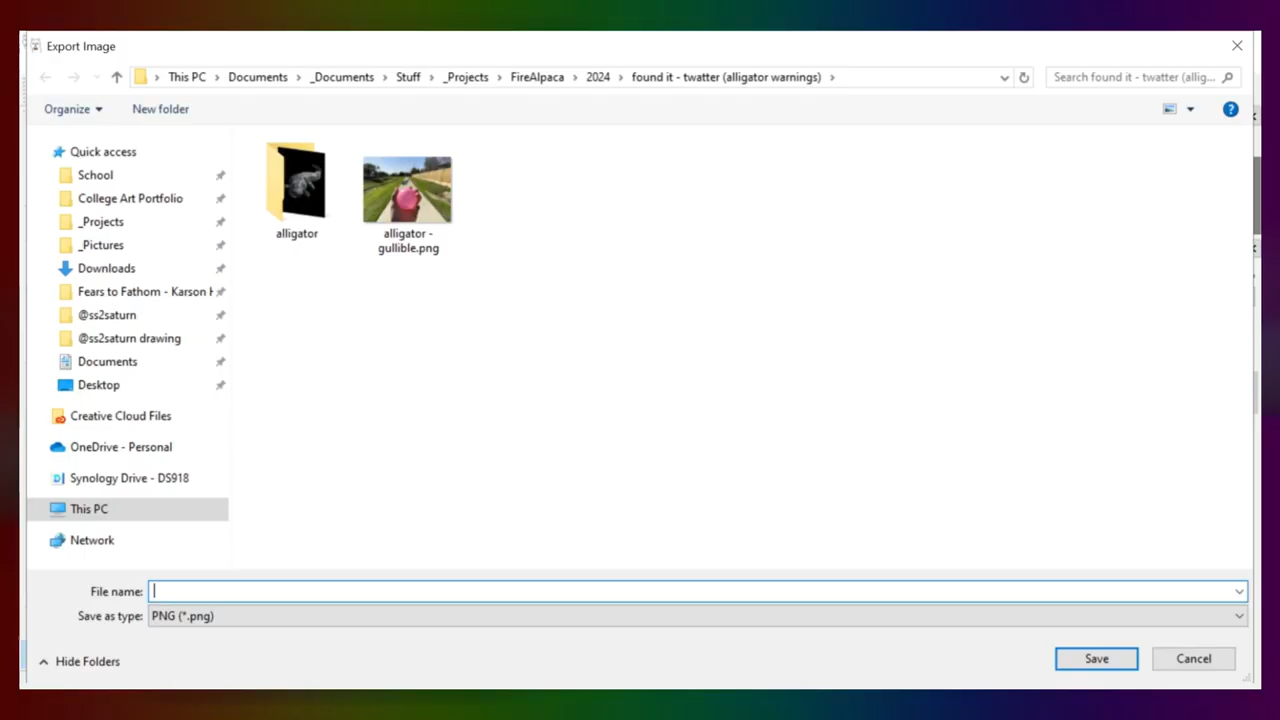 Export Image
This PC > Documents > _Documents > Stuff > _Projects > FireAlpaca > 2024 > found it - twatter (alligator warnings) >
Search found it - twatter (allig...
Organize
New folder
Quick access
School
College Art Portfolio
_Projects
_Pictures
Downloads
Fears to Fathom - Karson H
@ss2saturn
@ss2saturn drawing
Documents
Desktop
Creative Cloud Files
OneDrive - Personal
Synology Drive - DS918
This PC
Network
alligator
alligator -
gullible.png
File name:
Save as type: PNG (*.png)
Hide Folders
Save
Cancel